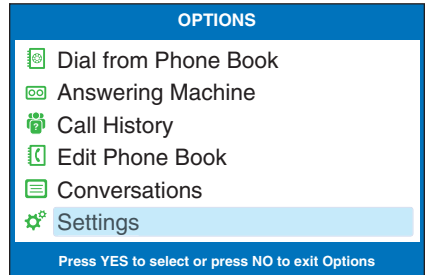 OPTIONS
Dial from Phone Book
Answering Machine
Call History
Edit Phone Book
Conversations
Settings
Press YES to select or press NO to exit Options